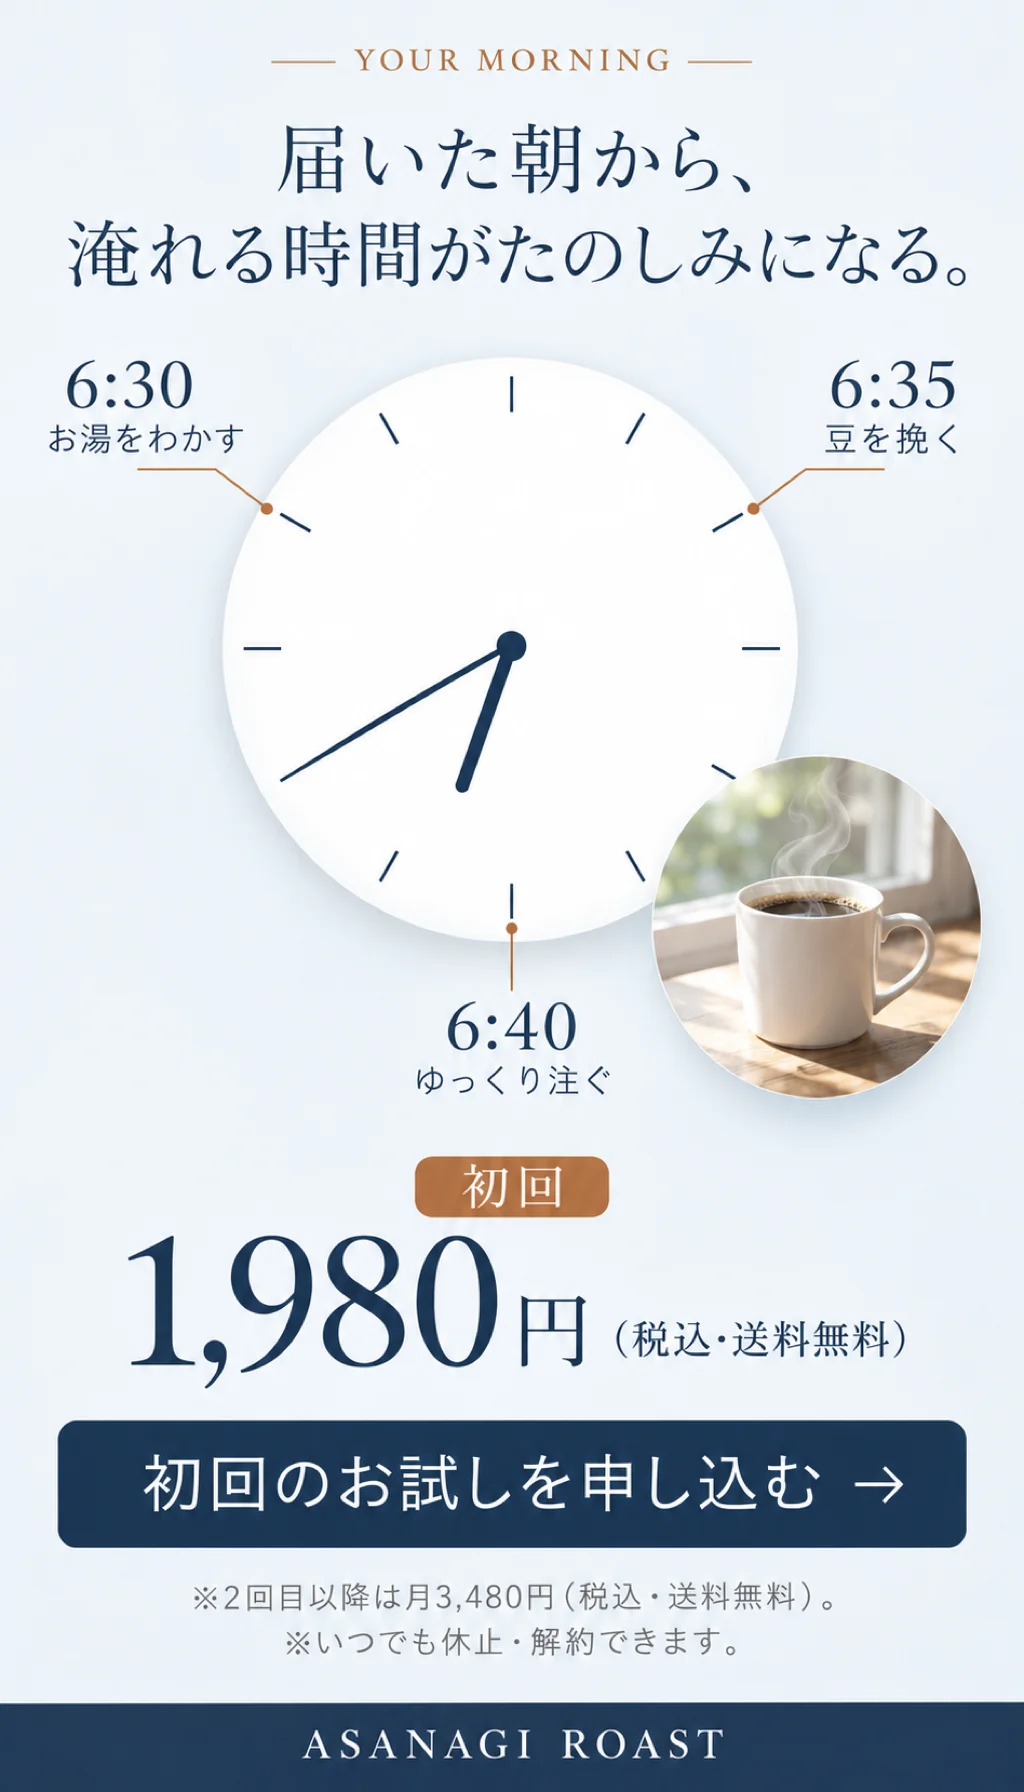 YOUR MORNING
届いた朝から、
淹れる時間がたのしみになる。
6:30
お湯をわかす
6:35
豆を挽く
6:40
ゆっくり注ぐ
初回
1,980円（税込・送料無料）
初回のお試しを申し込む →
※2回目以降は月3,480円（税込・送料無料）。
※いつでも休止・解約できます。
ASANAGI ROAST